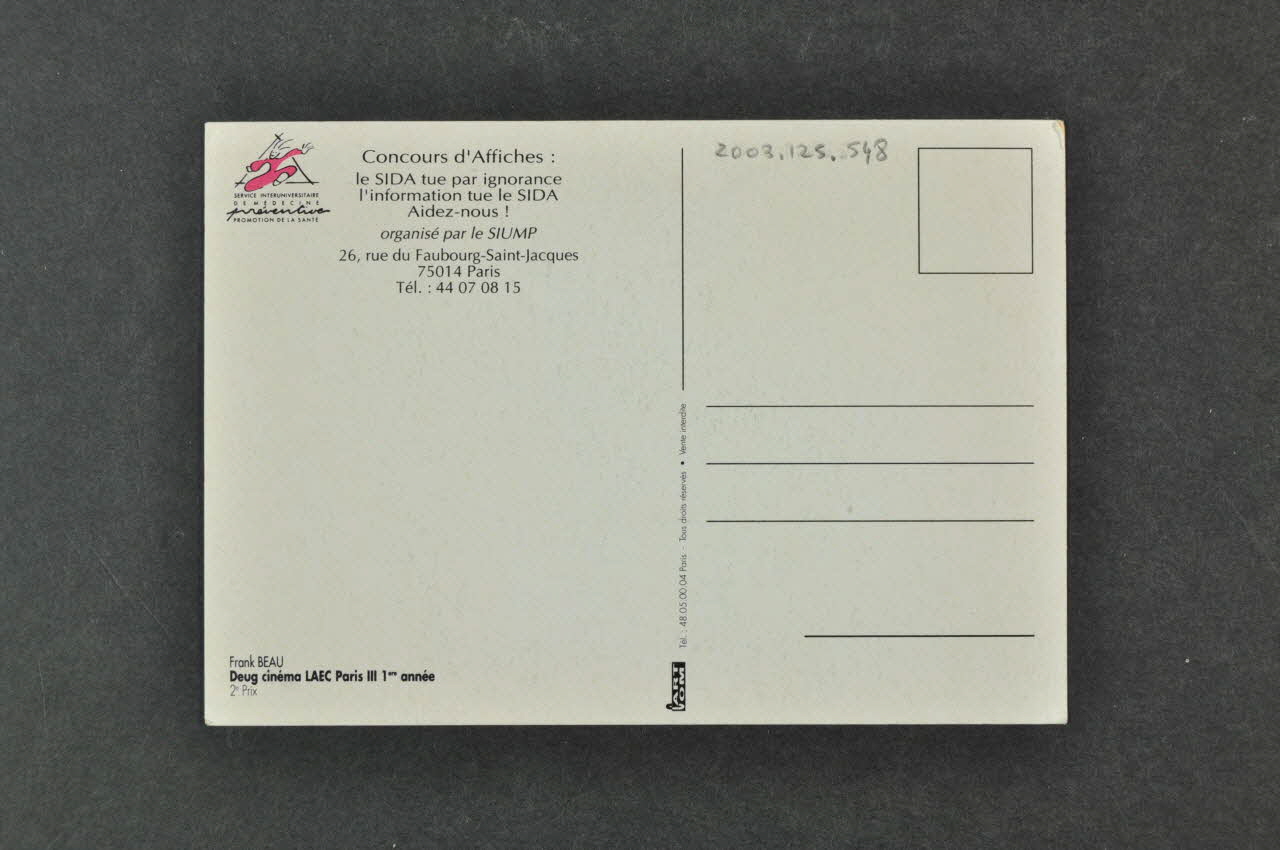 SERVICE INTERUNIVERSITAIRE
DE MÉDECINE
préventive
PROMOTION DE LA SANTÉ
Concours d'Affiches :
le SIDA tue par ignorance
l'information tue le SIDA
Aidez-nous !
organisé par le SIUMP
26, rue du Faubourg-Saint-Jacques
75014 Paris
Tél. : 44 07 08 15
Frank BEAU
Deug cinéma LAEC Paris III 1ere année
2e Prix
2003.125.548
Tél. : 48.05.00.04 Paris - Tous droits réservés • Vente interdite
ART
TOM